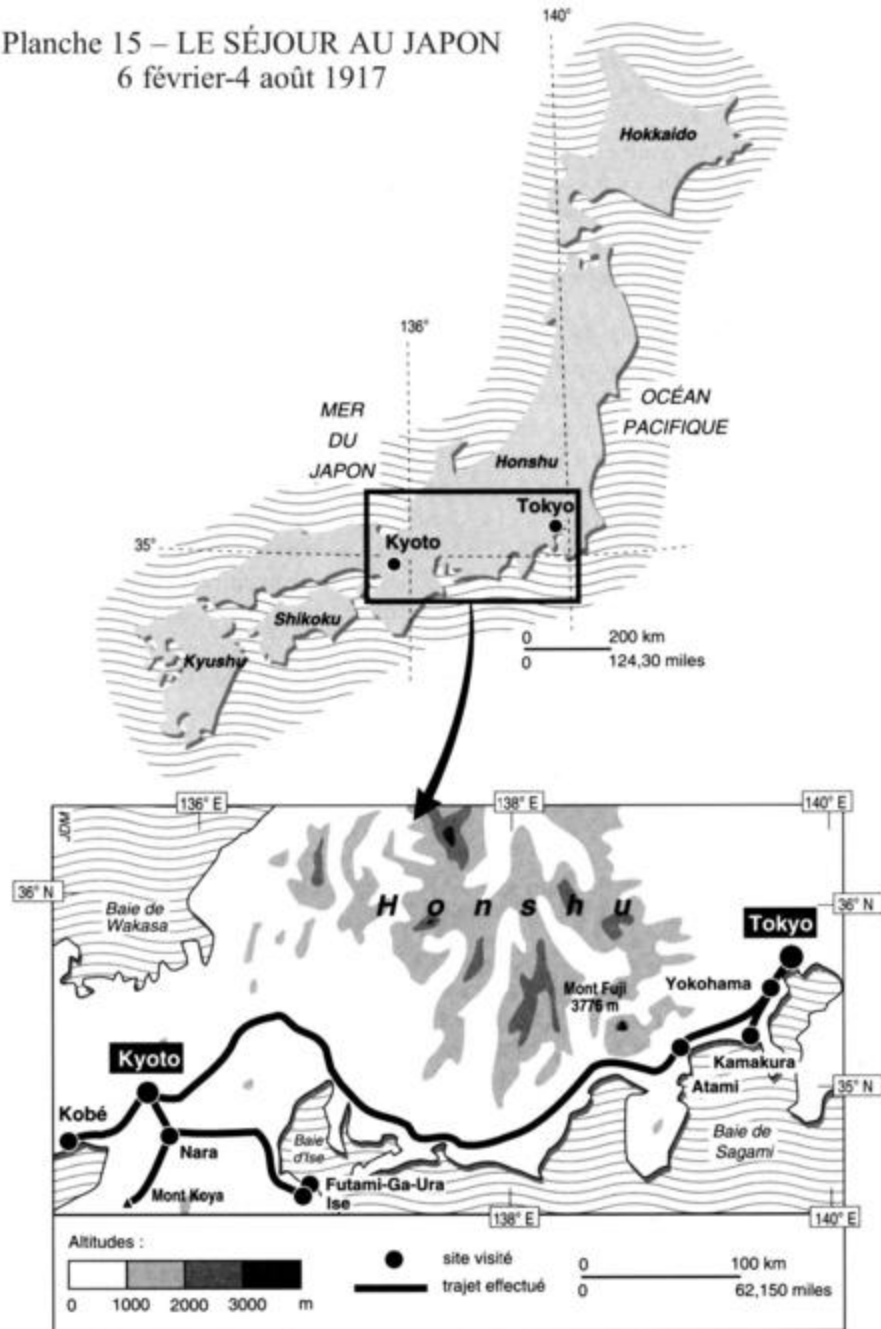 Planche 15 – LE SÉJOUR AU JAPON
6 février-4 août 1917
140°
Hokkaido
136°
MER
DU
JAPON
OCÉAN
PACIFIQUE
Honshu
Tokyo
35°
Kyoto
Shikoku
Kyushu
0 200 km
0 124,30 miles
136° E
138° E
140° E
JDM
36° N
36° N
Baie de
Wakasa
Honshu
Tokyo
Mont Fuji
3776 m
Yokohama
Kyoto
Kamakura
Atami
35° N
Kobé
Nara
Baie
d'Ise
Baie de
Sagami
Mont Koya
Futami-Ga-Ura
Ise
138° E
140° E
Altitudes :
0 1000 2000 3000 m
site visité
trajet effectué
0 100 km
0 62,150 miles